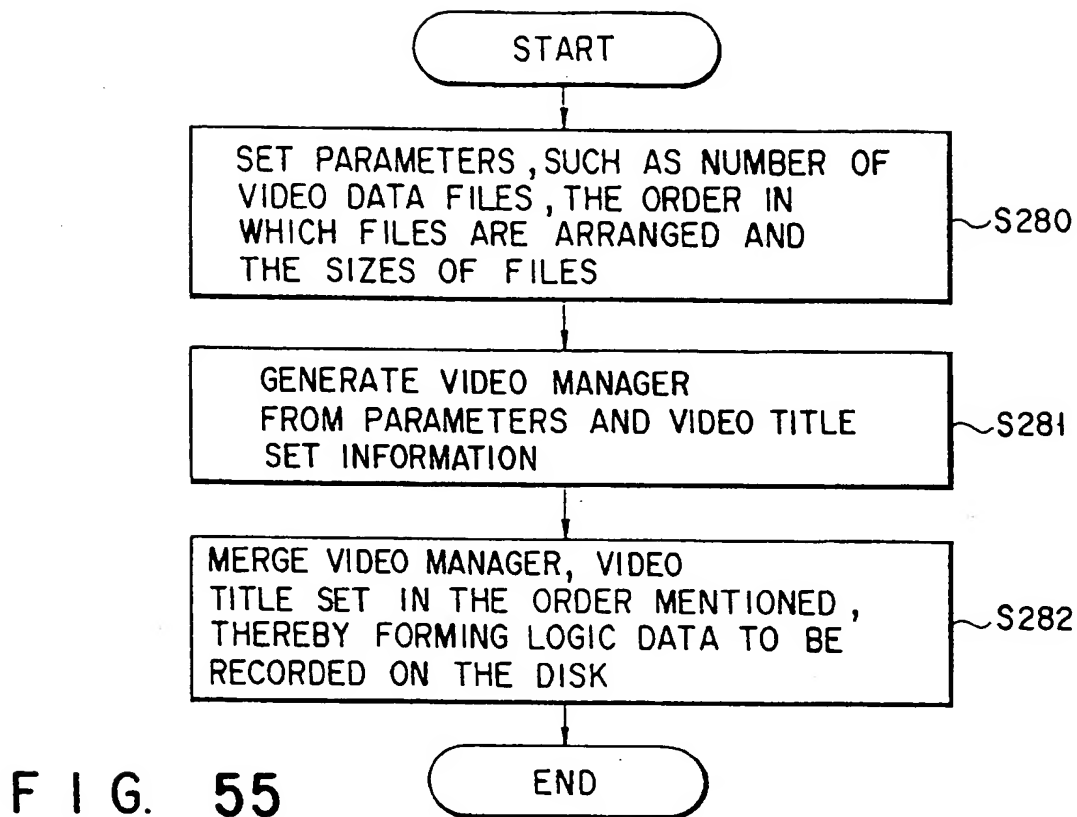 START
SET PARAMETERS, SUCH AS NUMBER OF
VIDEO DATA FILES, THE ORDER IN
WHICH FILES ARE ARRANGED AND
THE SIZES OF FILES
S280
GENERATE VIDEO MANAGER
FROM PARAMETERS AND VIDEO TITLE
SET INFORMATION
S281
MERGE VIDEO MANAGER, VIDEO
TITLE SET IN THE ORDER MENTIONED,
THEREBY FORMING LOGIC DATA TO BE
RECORDED ON THE DISK
S282
END
FIG. 55